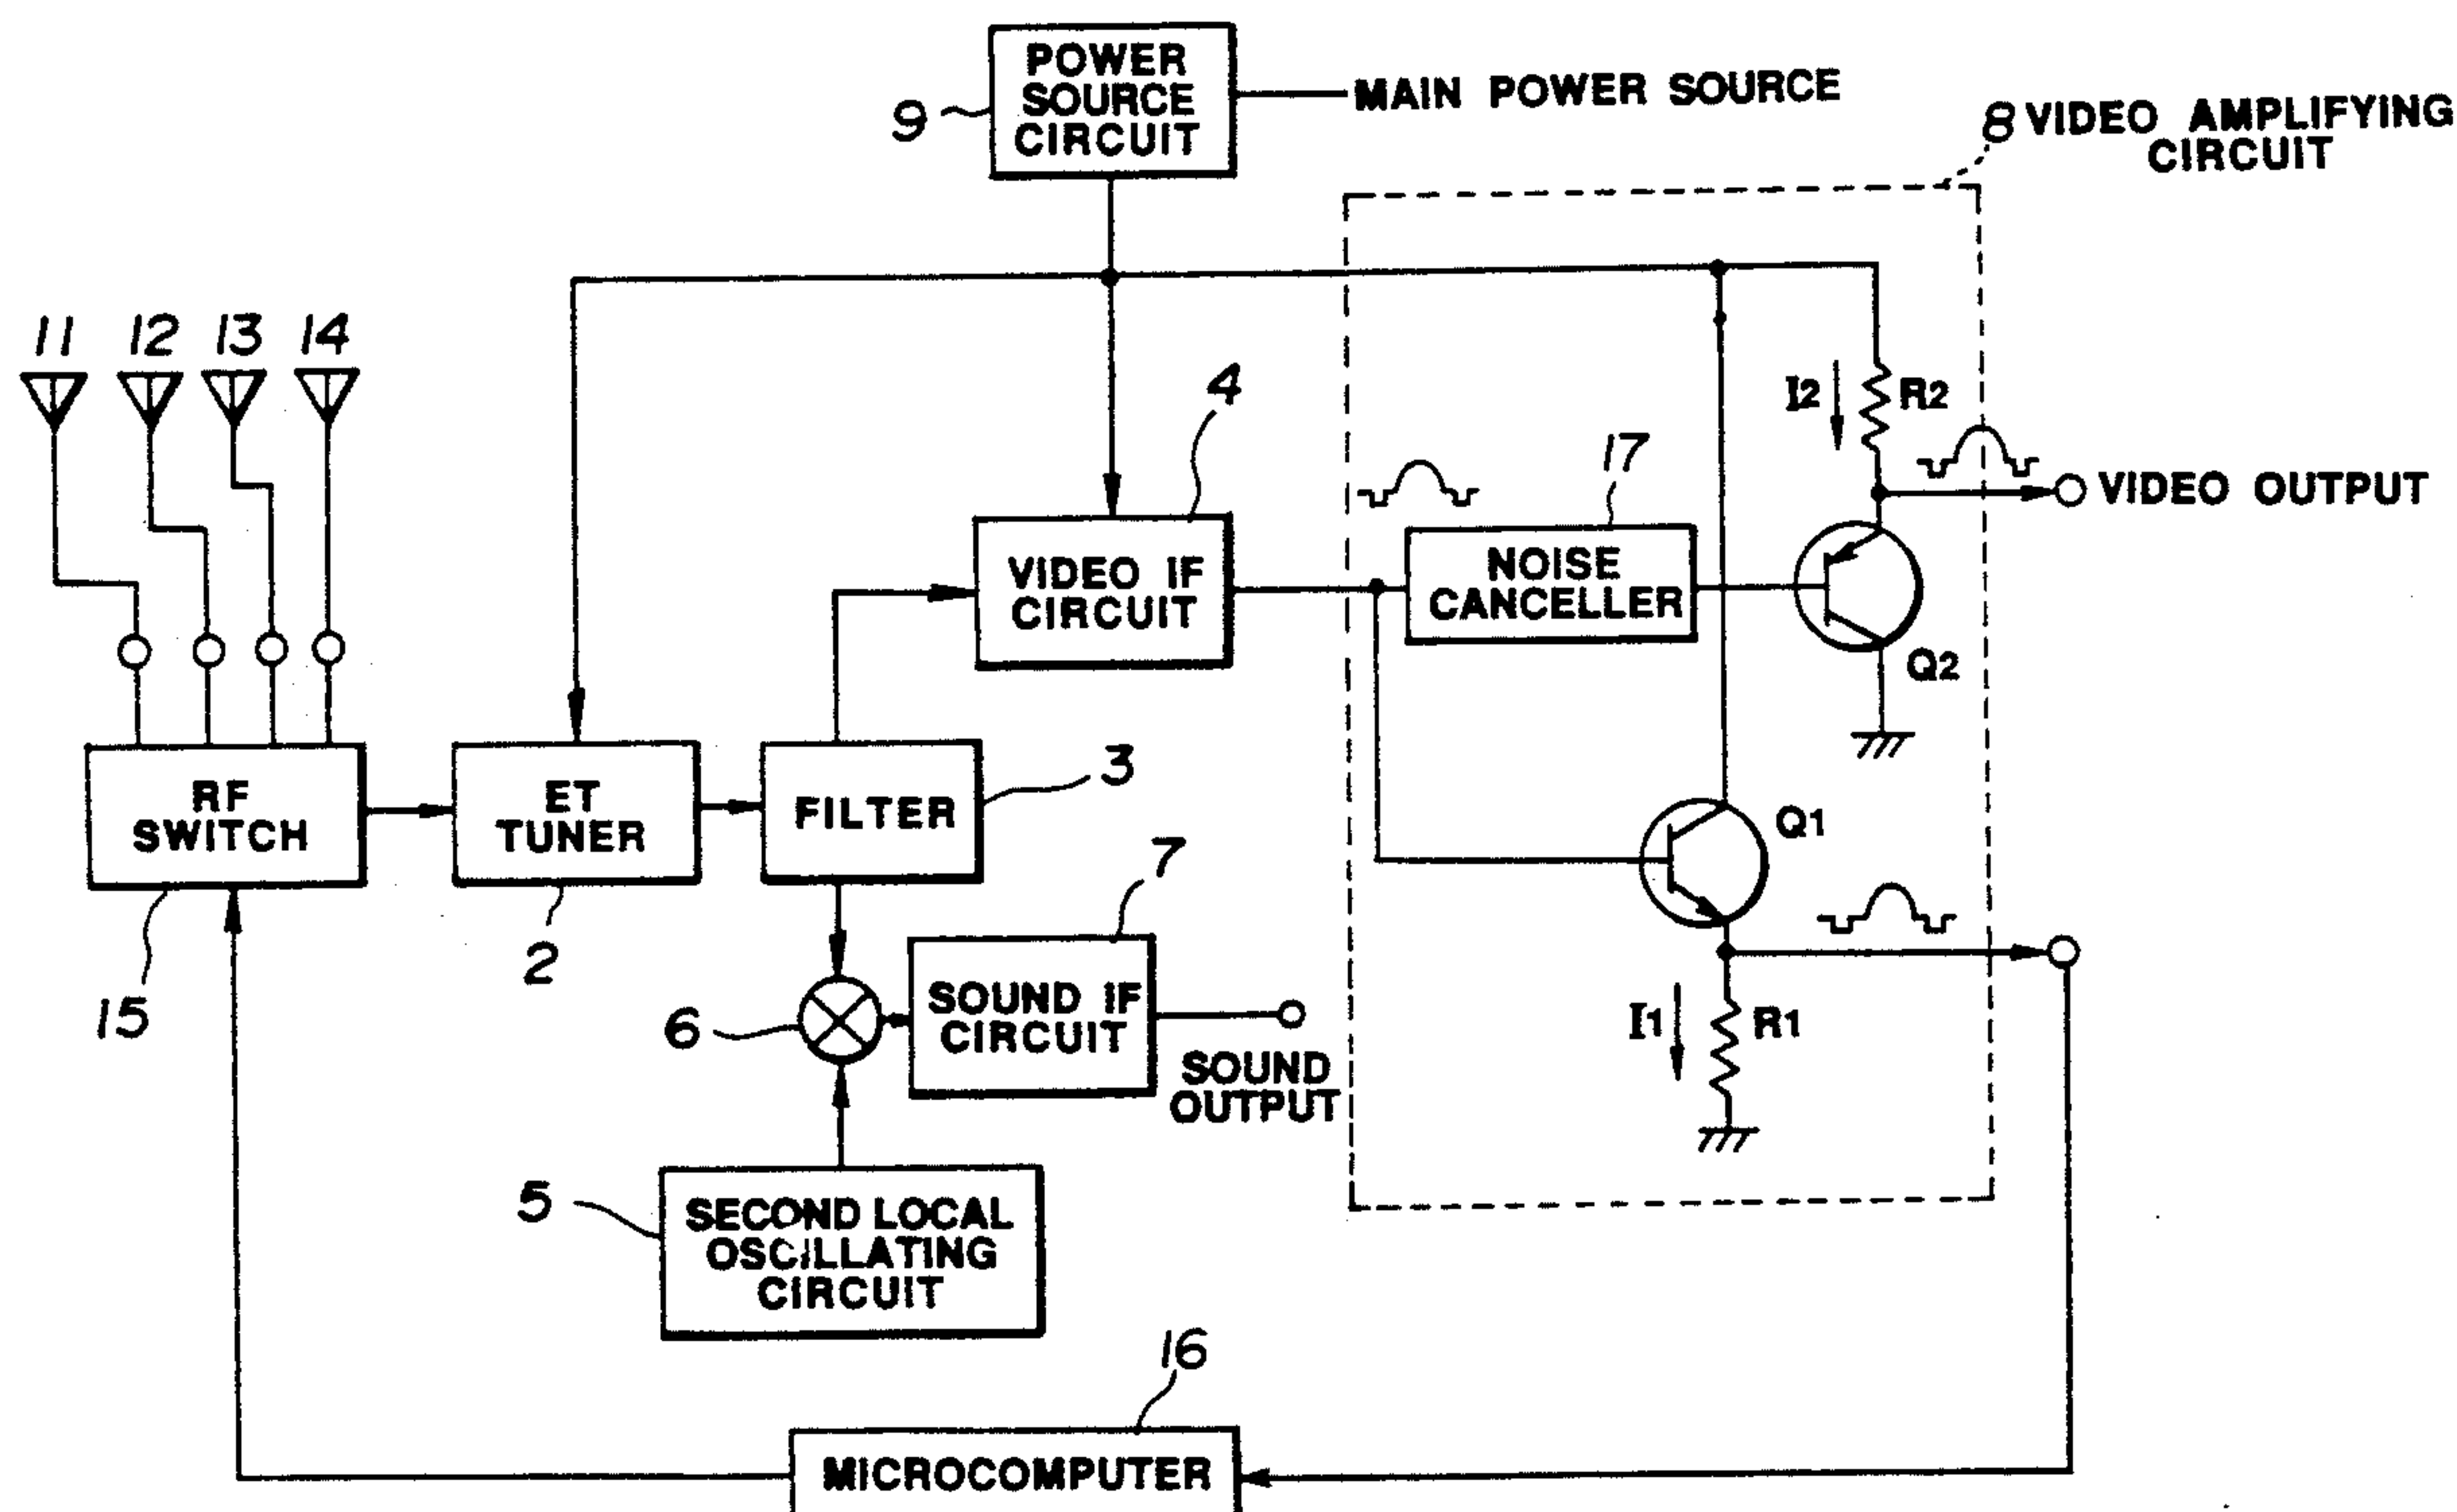 POWER
SOURCE
CIRCUIT
9
MAIN POWER SOURCE
8 VIDEO AMPLIFYING
CIRCUIT
11
12
13
14
4
I2
R2
17
VIDEO OUTPUT
VIDEO IF
CIRCUIT
NOISE
CANCELLER
Q2
RF
SWITCH
ET
TUNER
FILTER
3
Q1
7
15
2
6
SOUND IF
CIRCUIT
I1
R1
SOUND
OUTPUT
5
SECOND LOCAL
OSCILLATING
CIRCUIT
16
MICROCOMPUTER